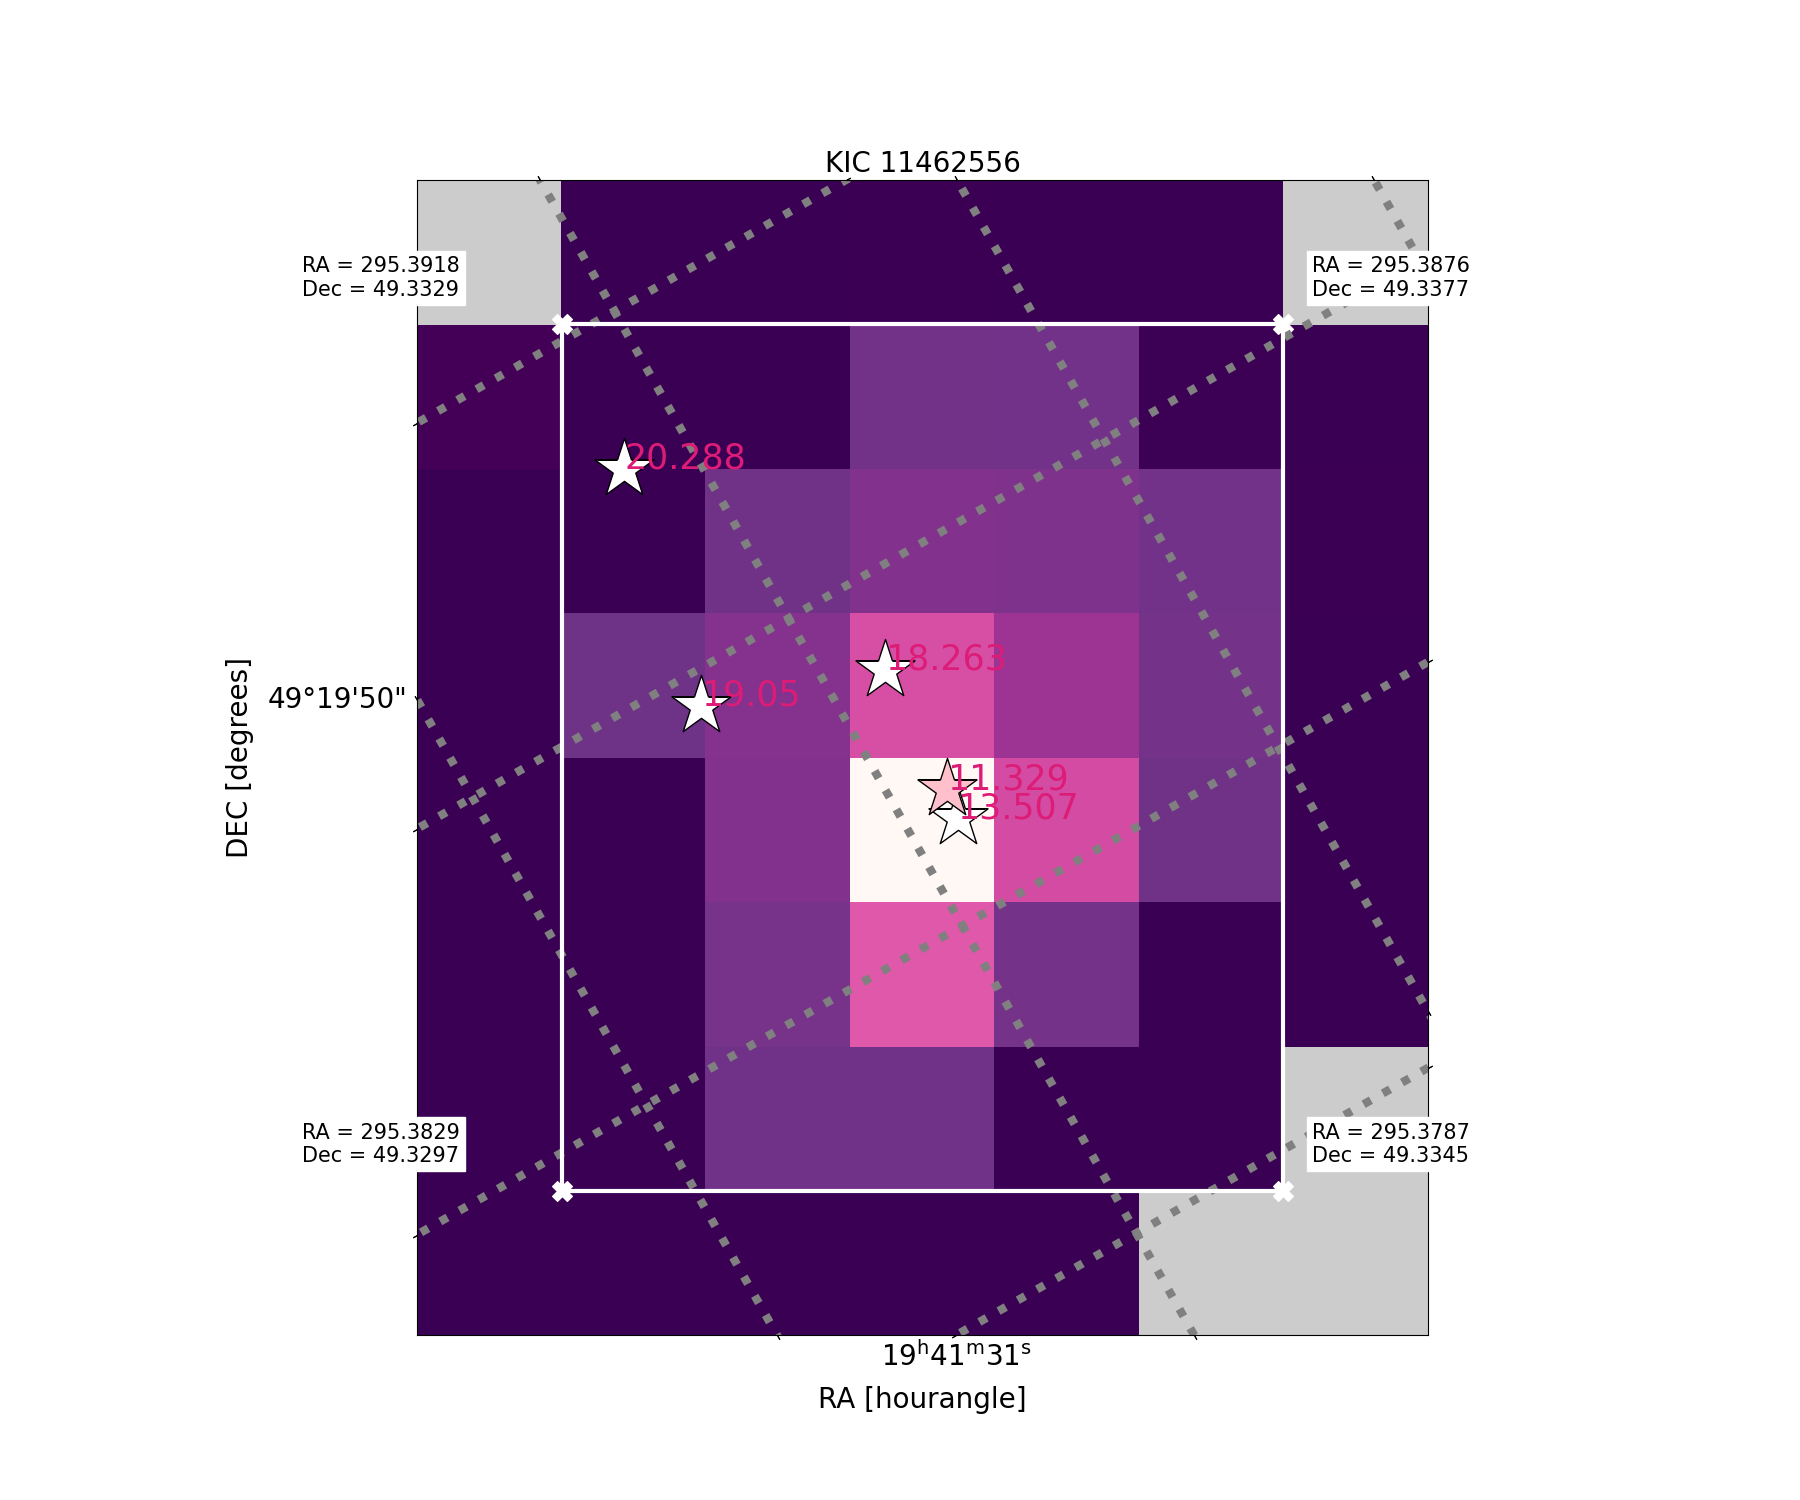 KIC 11462556
RA = 295.3918
Dec = 49.3329
RA = 295.3876
Dec = 49.3377
20.288
18.263
19.05
49°19'50"
11.329
13.507
DEC [degrees]
RA = 295.3829
Dec = 49.3297
RA = 295.3787
Dec = 49.3345
19h41m31s
RA [hourangle]